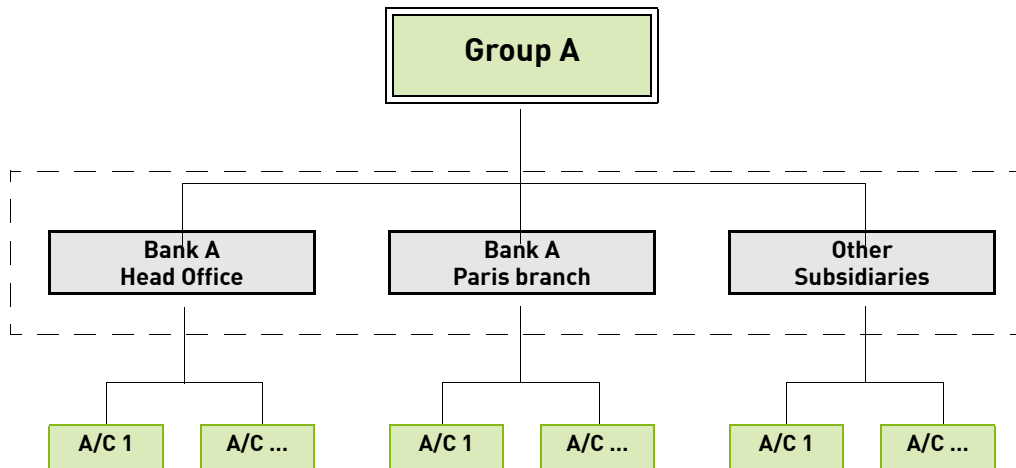 Group A
Bank A
Head Office
Bank A
Paris branch
Other
Subsidiaries
A/C 1
A/C ...
A/C 1
A/C ...
A/C 1
A/C ...